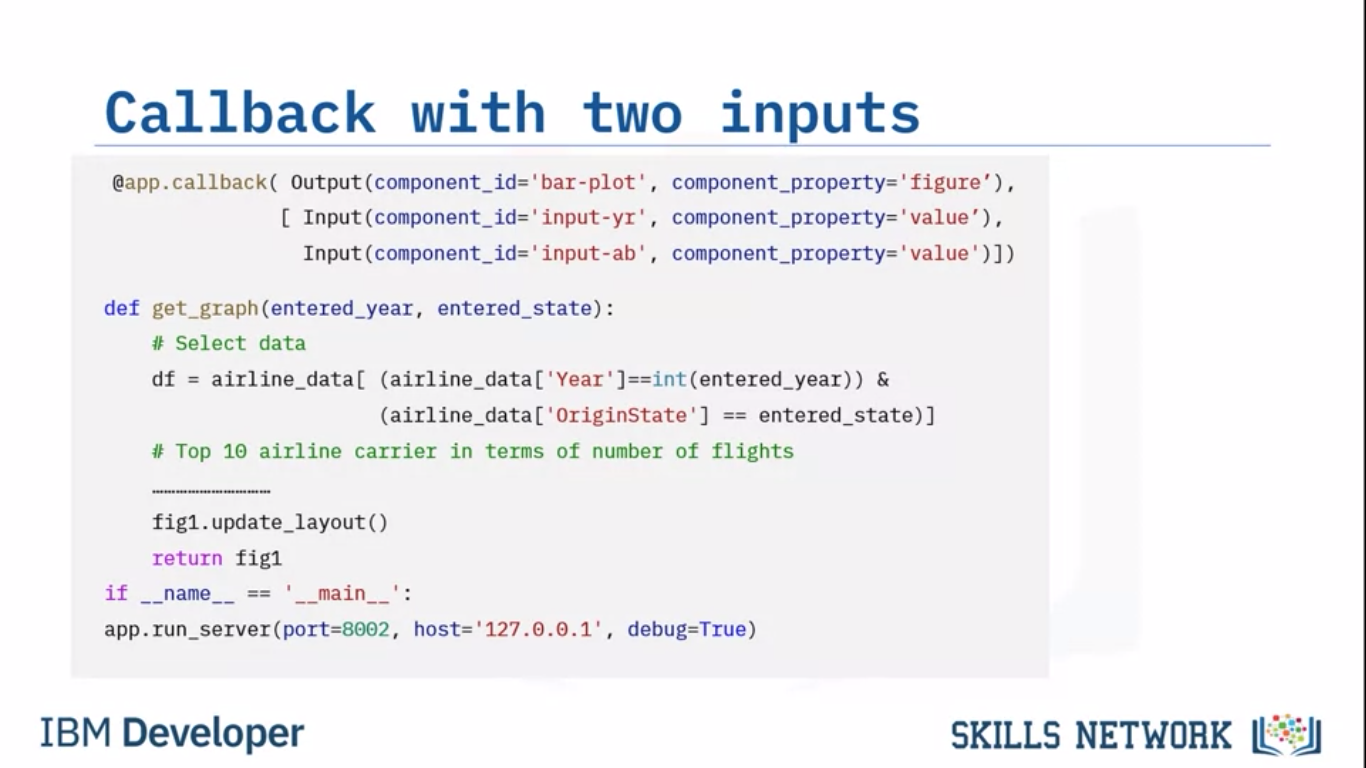 Callback with two inputs
@app.callback( Output(component_id='bar-plot', component_property='figure’),
[ Input(component_id='input-yr', component_property='value’),
Input(component_id='input-ab', component_property='value')])
def get_graph(entered_year, entered_state):
# Select data
df = airline_data[ (airline_data['Year']==int(entered_year)) &
(airline_data['OriginState'] == entered_state)]
# Top 10 airline carrier in terms of number of flights
…………………………
fig1.update_layout()
return fig1
if __name__ == '__main__':
app.run_server(port=8002, host='127.0.0.1', debug=True)
IBM Developer
SKILLS NETWORK